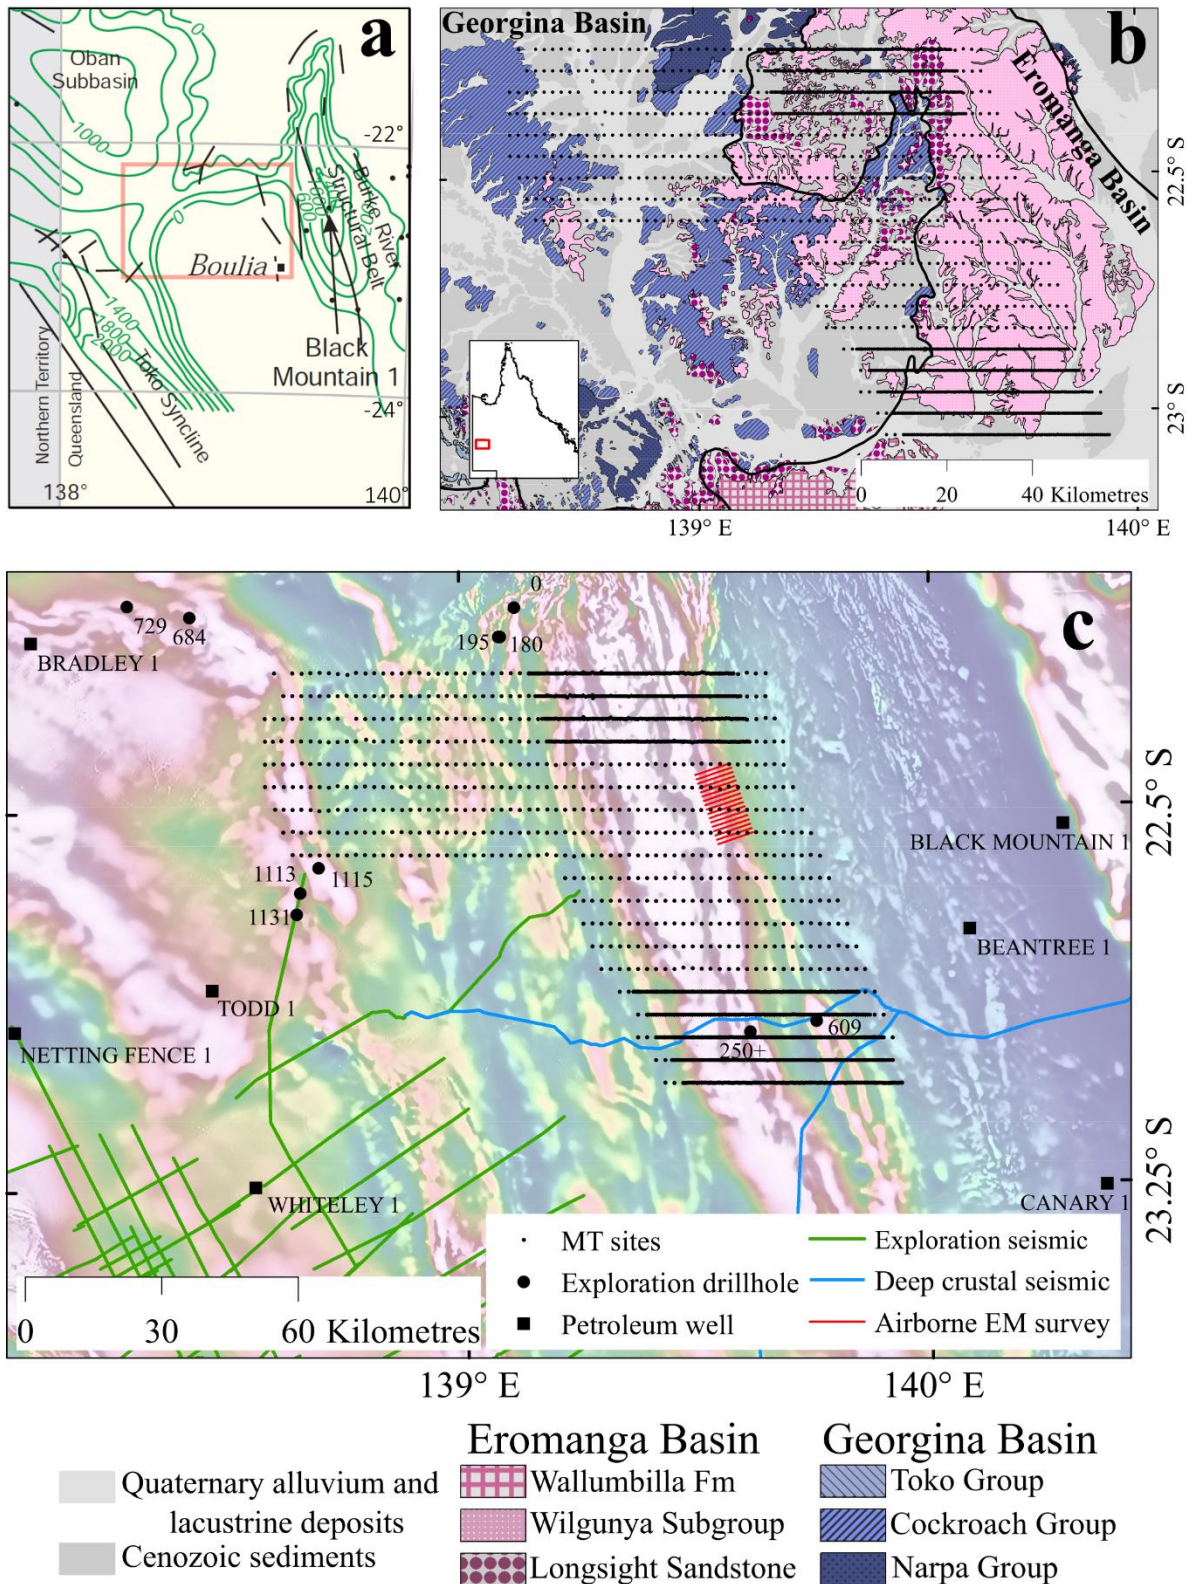 a
Oban
Subbasin
0
1000
0
-22°
600
1000
Burke River
Structural Belt
Boulia
1400
1800
2000
Toko Syncline
Black
Mountain 1
-24°
Northern Territory
Queensland
138°
140°
Georgina Basin
b
Eromanga Basin
22.5° S
23° S
0 20 40 Kilometres
139° E
140° E
0
c
729
684
195
180
BRADLEY 1
22.5° S
BLACK MOUNTAIN 1
1113
1115
1131
BEANTREE 1
TODD 1
NETTING FENCE 1
609
250+
WHITELEY 1
CANARY 1
23.25° S
MT sites
Exploration drillhole
Petroleum well
Exploration seismic
Deep crustal seismic
Airborne EM survey
0 30 60 Kilometres
139° E
140° E
Quaternary alluvium and
lacustrine deposits
Cenozoic sediments
Eromanga Basin
Wallumbilla Fm
Wilgunya Subgroup
Longsight Sandstone
Georgina Basin
Toko Group
Cockroach Group
Narpa Group